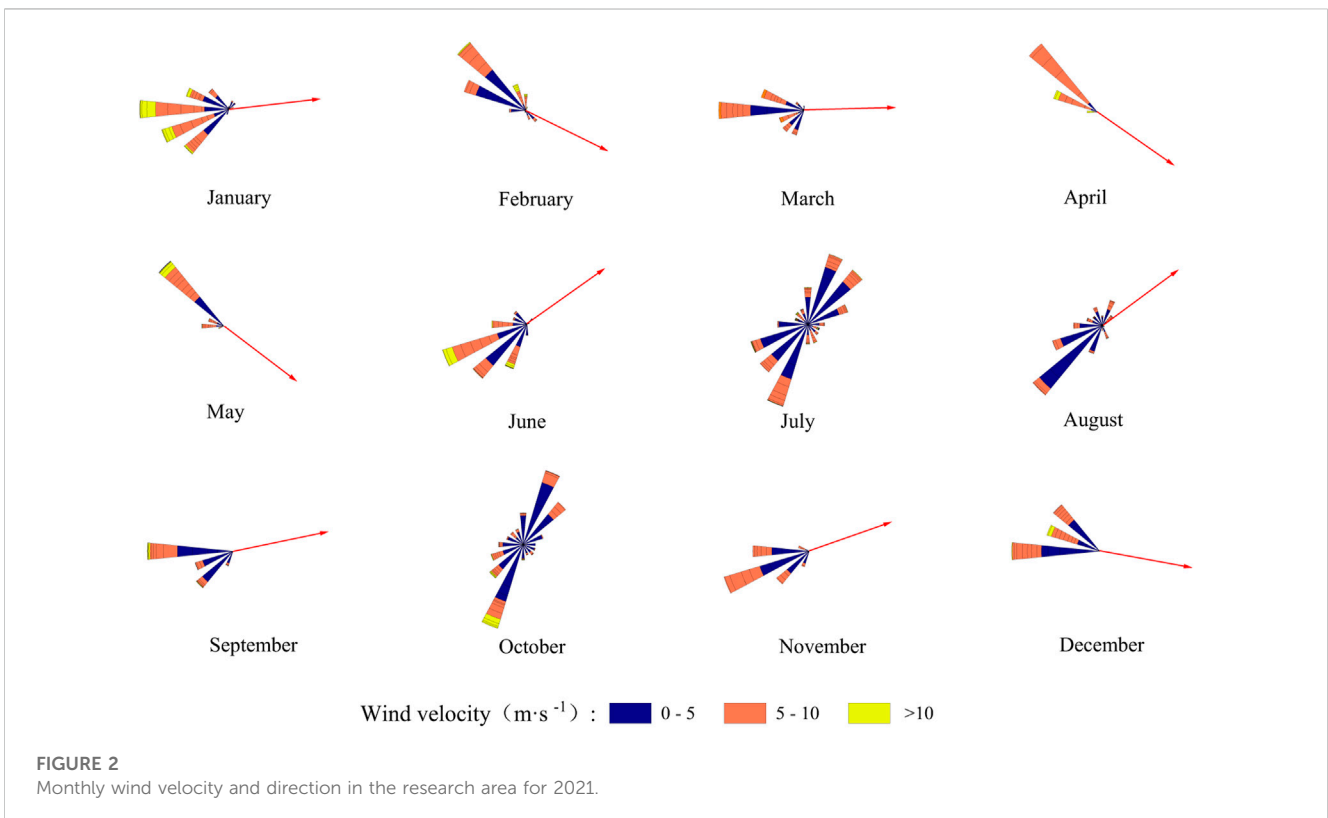 January
February
March
April
May
June
July
August
September
October
November
December
Wind velocity（m·s -1）: 0 - 5 5 - 10 >10
FIGURE 2
Monthly wind velocity and direction in the research area for 2021.